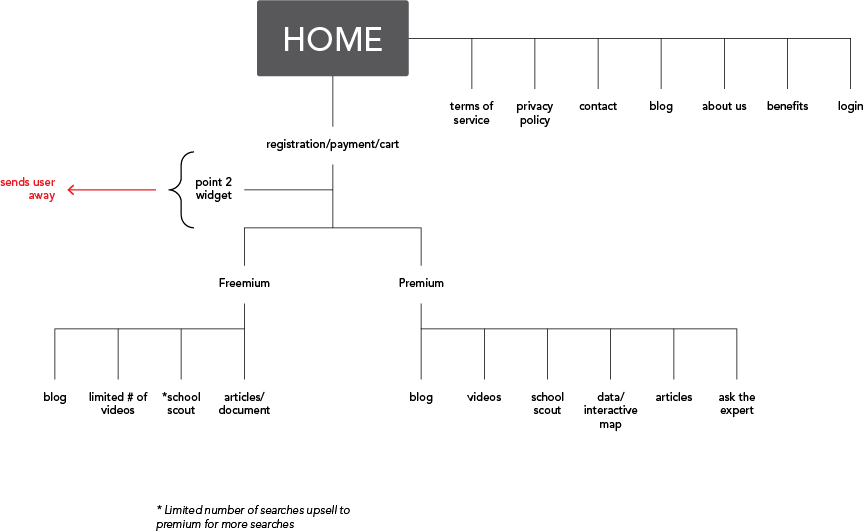 HOME
terms of
service
privacy
policy
contact
blog
about us
benefits
login
registration/payment/cart
sends user
away
point 2
widget
Freemium
Premium
blog
limited # of
videos
*school
scout
articles/
document
blog
videos
school
scout
data/
interactive
map
articles
ask the
expert
* Limited number of searches upsell to
premium for more searches